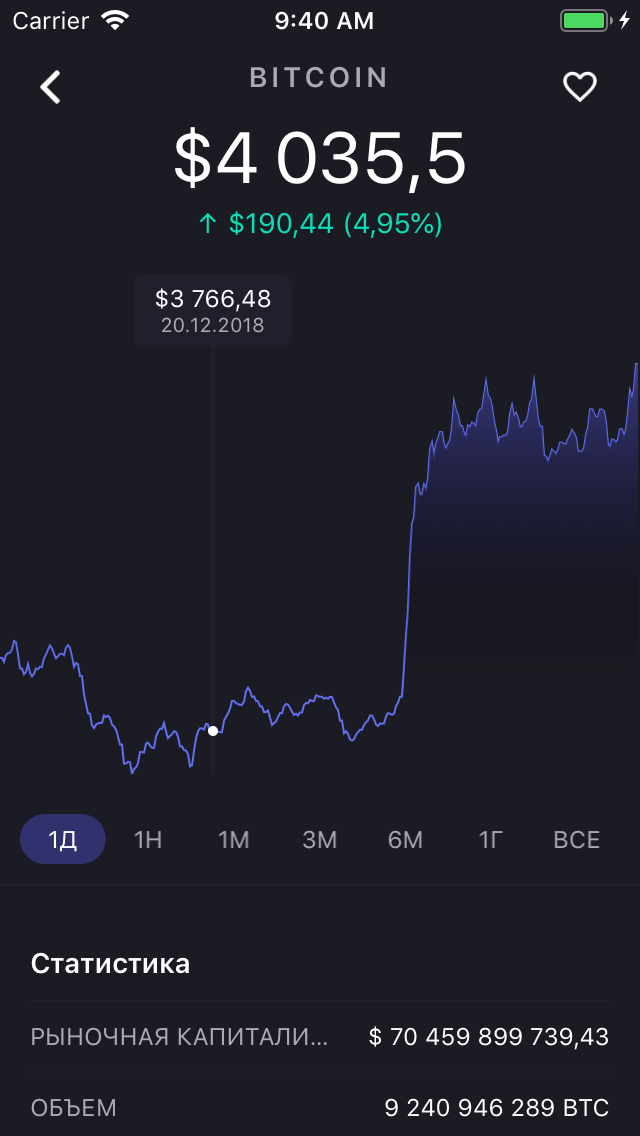 Carrier 9:40 AM
BITCOIN
$4 035,5
↑ $190,44 (4,95%)
$3 766,48
20.12.2018
1Д 1Н 1М 3М 6М 1Г ВСЕ
Статистика
РЫНОЧНАЯ КАПИТАЛИ... $ 70 459 899 739,43
ОБЪЕМ 9 240 946 289 BTC